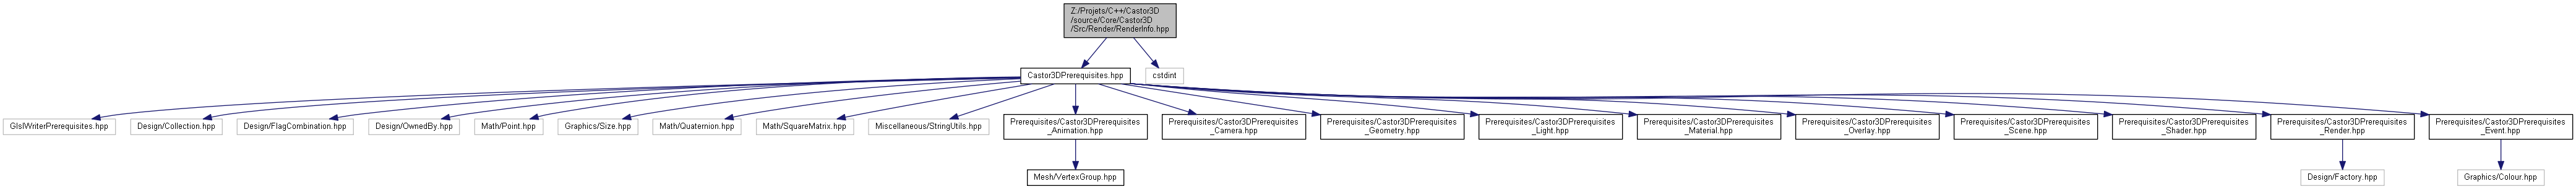 Z:/Projets/C++/Castor3D
/source/Core/Castor3D
/Src/Render/RenderInfo.hpp
Castor3DPrerequisites.hpp
cstdint
GlslWriterPrerequisites.hpp
Design/Collection.hpp
Design/FlagCombination.hpp
Design/OwnedBy.hpp
Math/Point.hpp
Graphics/Size.hpp
Math/Quaternion.hpp
Math/SquareMatrix.hpp
Miscellaneous/StringUtils.hpp
Prerequisites/Castor3DPrerequisites
_Animation.hpp
Prerequisites/Castor3DPrerequisites
_Camera.hpp
Prerequisites/Castor3DPrerequisites
_Geometry.hpp
Prerequisites/Castor3DPrerequisites
_Light.hpp
Prerequisites/Castor3DPrerequisites
_Material.hpp
Prerequisites/Castor3DPrerequisites
_Overlay.hpp
Prerequisites/Castor3DPrerequisites
_Scene.hpp
Prerequisites/Castor3DPrerequisites
_Shader.hpp
Prerequisites/Castor3DPrerequisites
_Render.hpp
Prerequisites/Castor3DPrerequisites
_Event.hpp
Mesh/VertexGroup.hpp
Design/Factory.hpp
Graphics/Colour.hpp